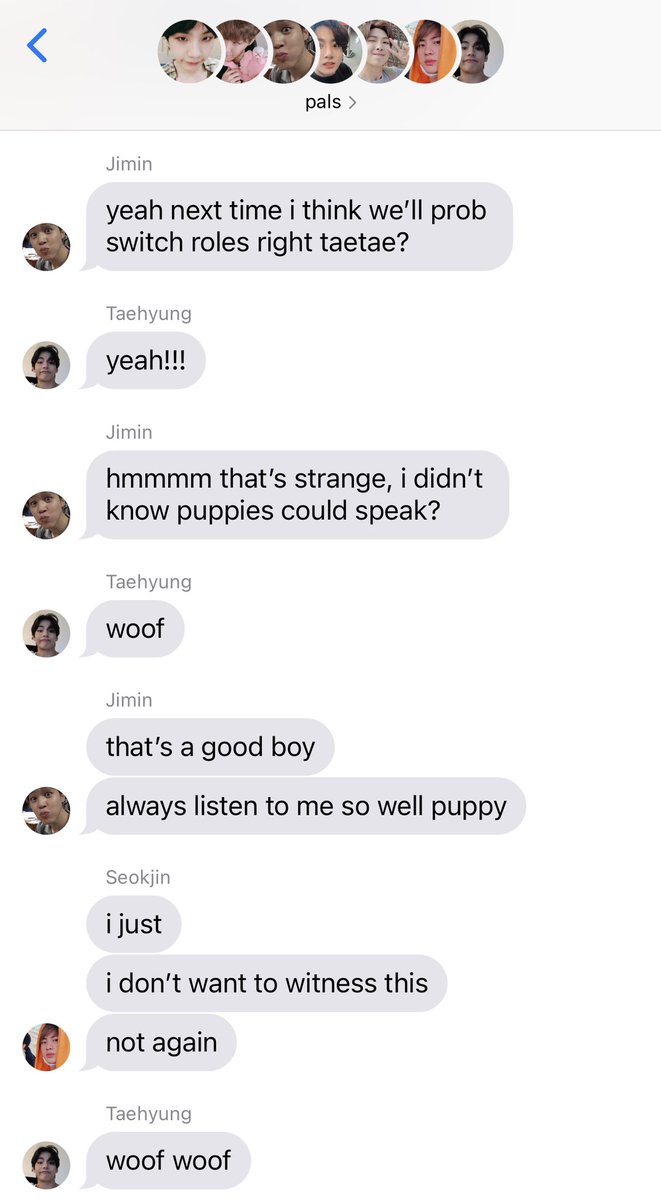 pals
Jimin
yeah next time i think we’ll prob
switch roles right taetae?
Taehyung
yeah!!!
Jimin
hmmmm that’s strange, i didn’t
know puppies could speak?
Taehyung
woof
Jimin
that’s a good boy
always listen to me so well puppy
Seokjin
i just
i don’t want to witness this
not again
Taehyung
woof woof